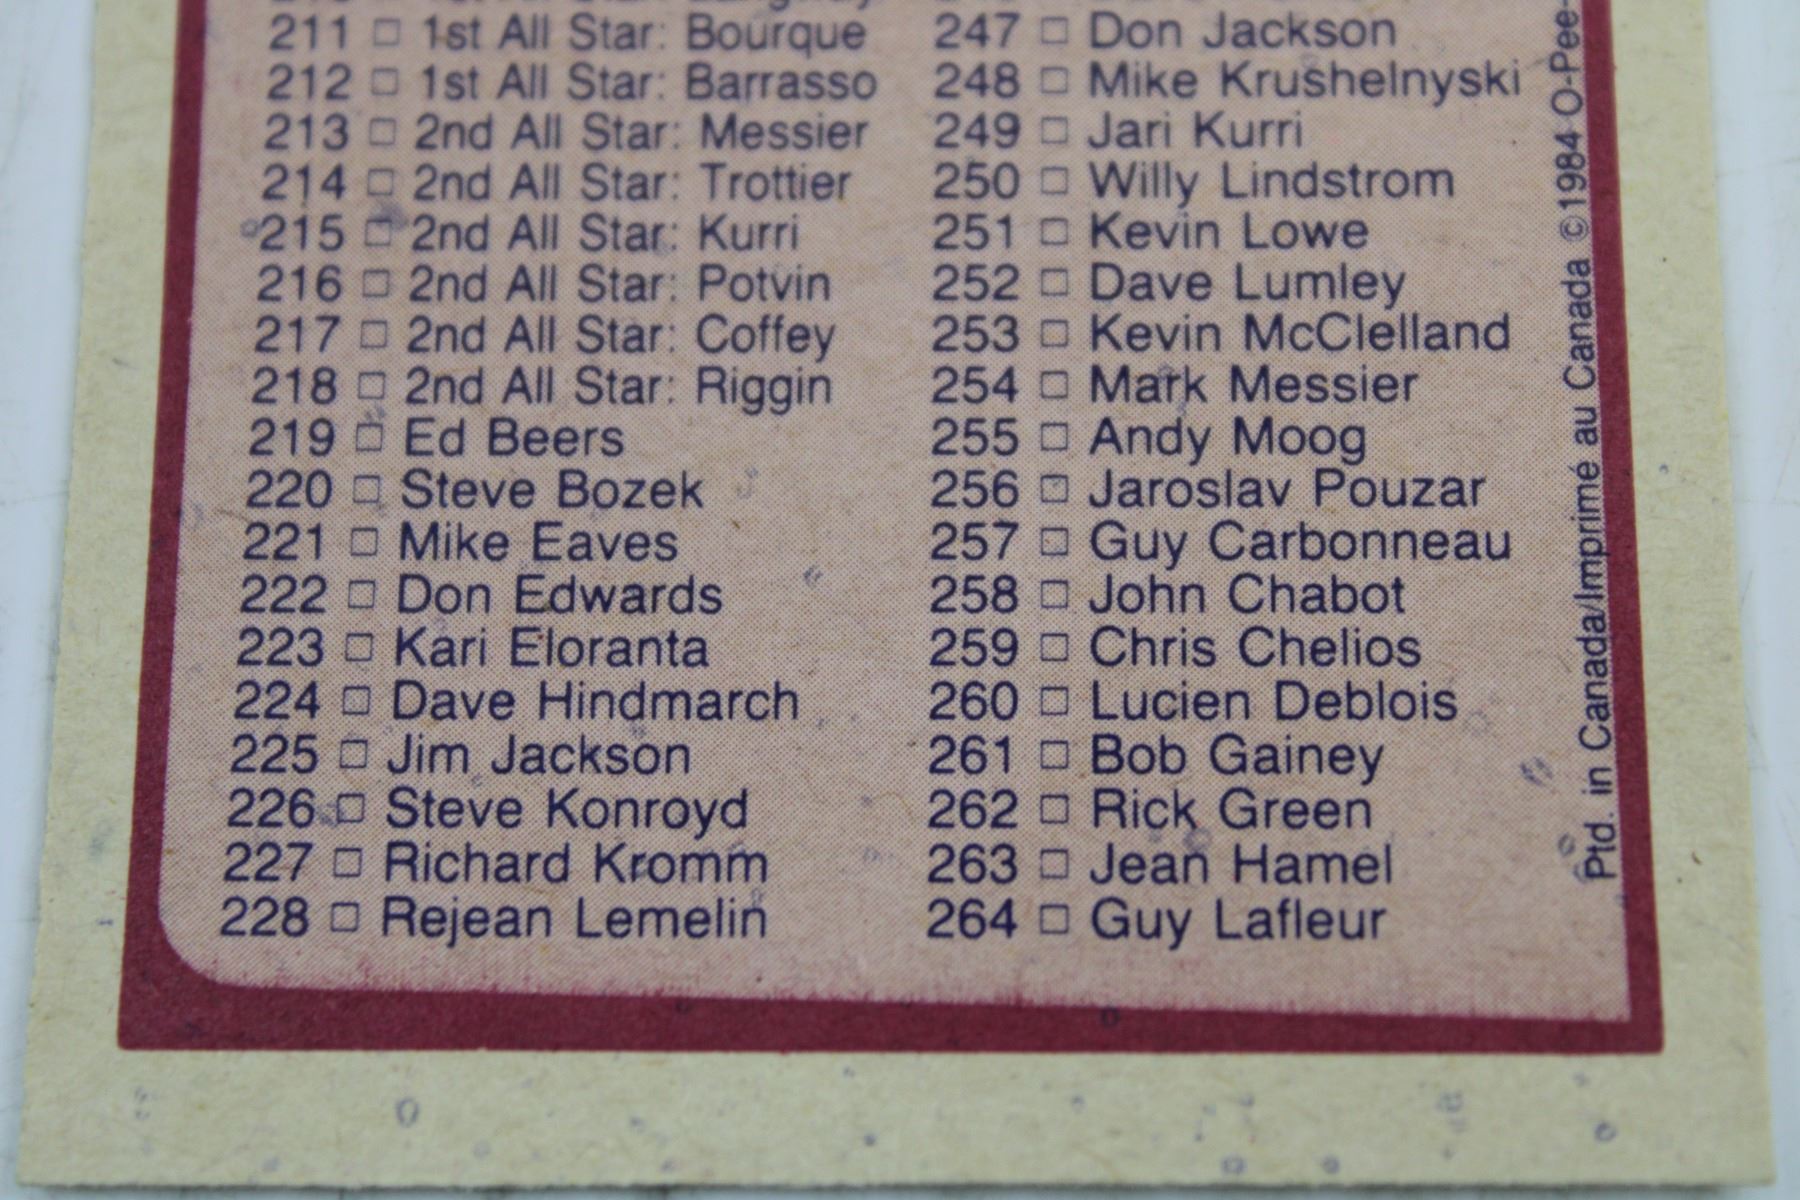 211 □ 1st All Star: Bourque
212 □ 1st All Star: Barrasso
213 □ 2nd All Star: Messier
214 □ 2nd All Star: Trottier
215 □ 2nd All Star: Kurri
216 □ 2nd All Star: Potvin
217 □ 2nd All Star: Coffey
218 □ 2nd All Star: Riggin
219 □ Ed Beers
220 □ Steve Bozek
221 □ Mike Eaves
222 □ Don Edwards
223 □ Kari Eloranta
224 □ Dave Hindmarch
225 □ Jim Jackson
226 □ Steve Konroyd
227 □ Richard Kromm
228 □ Rejean Lemelin
247 □ Don Jackson
248 □ Mike Krushelnyski
249 □ Jari Kurri
250 □ Willy Lindstrom
251 □ Kevin Lowe
252 □ Dave Lumley
253 □ Kevin McClelland
254 □ Mark Messier
255 □ Andy Moog
256 □ Jaroslav Pouzar
257 □ Guy Carbonneau
258 □ John Chabot
259 □ Chris Chelios
260 □ Lucien Deblois
261 □ Bob Gainey
262 □ Rick Green
263 □ Jean Hamel
264 □ Guy Lafleur
Ptd. in Canada/Imprimé au Canada ©1984 O-Pee-